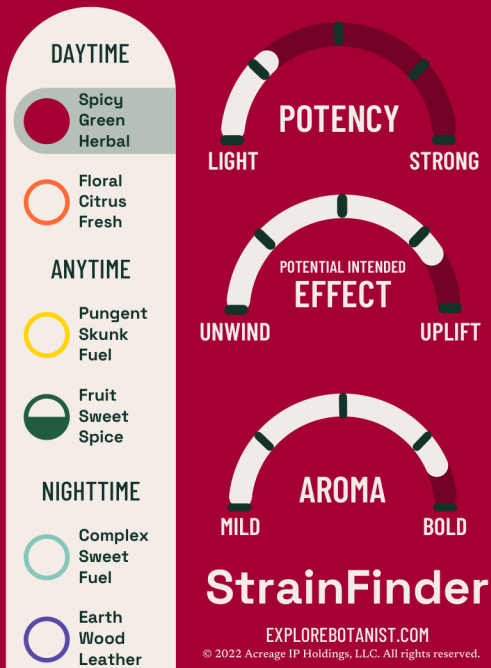 DAYTIME
Spicy
Green
Herbal
Floral
Citrus
Fresh
ANYTIME
Pungent
Skunk
Fuel
Fruit
Sweet
Spice
NIGHTTIME
Complex
Sweet
Fuel
Earth
Wood
Leather
POTENCY
LIGHT STRONG
POTENTIAL INTENDED
EFFECT
UNWIND UPLIFT
AROMA
MILD BOLD
StrainFinder
EXPLOREBOTANIST.COM
© 2022 Acreage IP Holdings, LLC. All rights reserved.